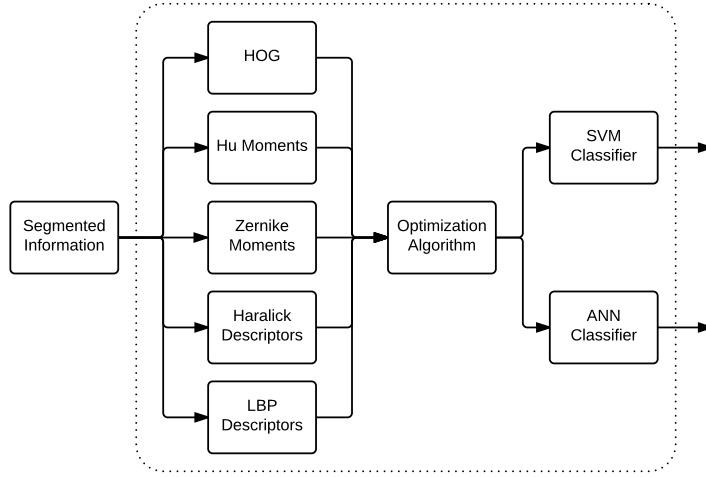 HOG
Hu Moments
SVM
Classifier
Segmented
Information
Zernike
Moments
Optimization
Algorithm
Haralick
Descriptors
ANN
Classifier
LBP
Descriptors